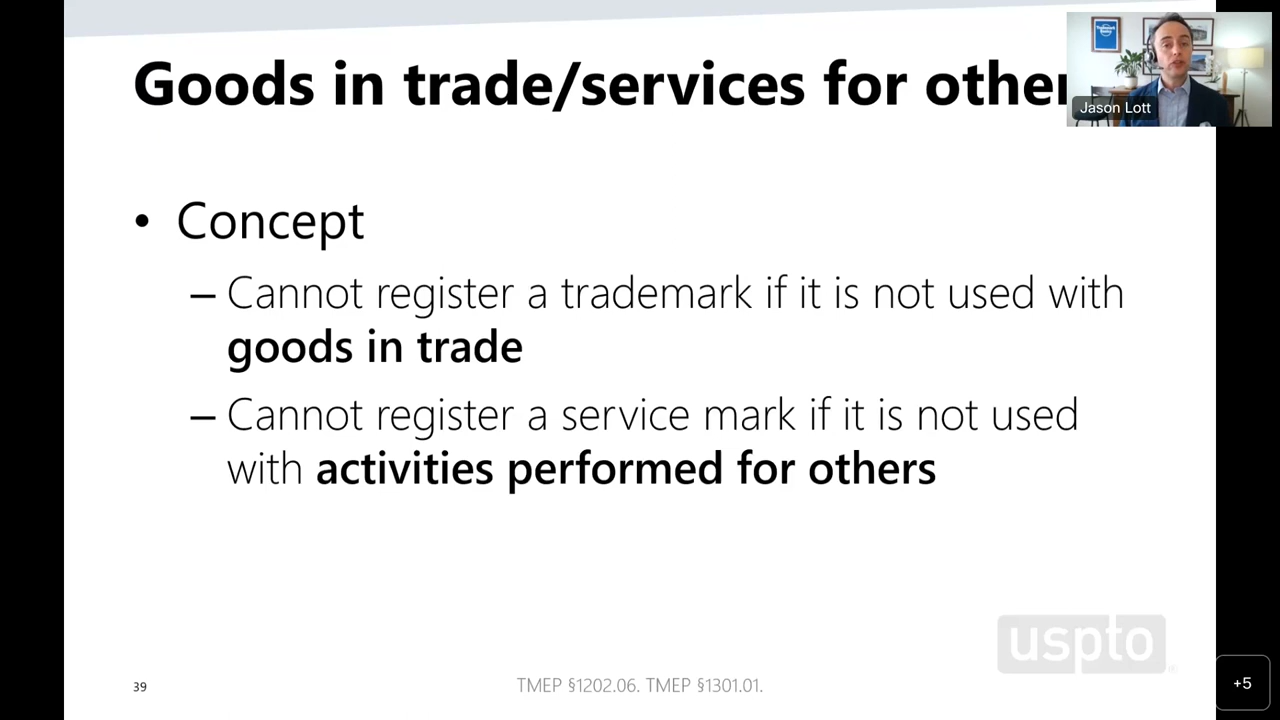 Goods in trade/services for other
Jason Lott
• Concept
– Cannot register a trademark if it is not used with
goods in trade
– Cannot register a service mark if it is not used
with activities performed for others
uspto
39
TMEP §1202.06. TMEP §1301.01.
+5